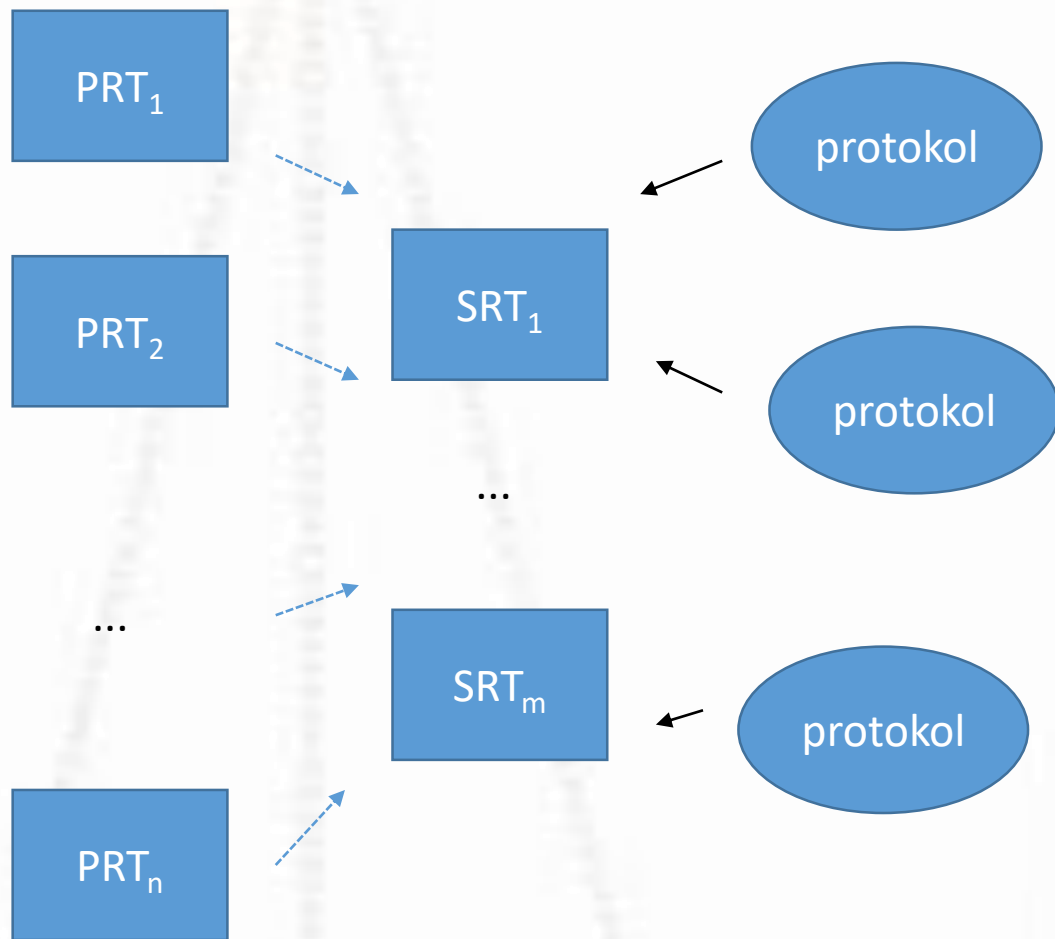 PRT₁
protokol
PRT₂
SRT₁
protokol
...
...
SRTₘ
protokol
PRTₙ